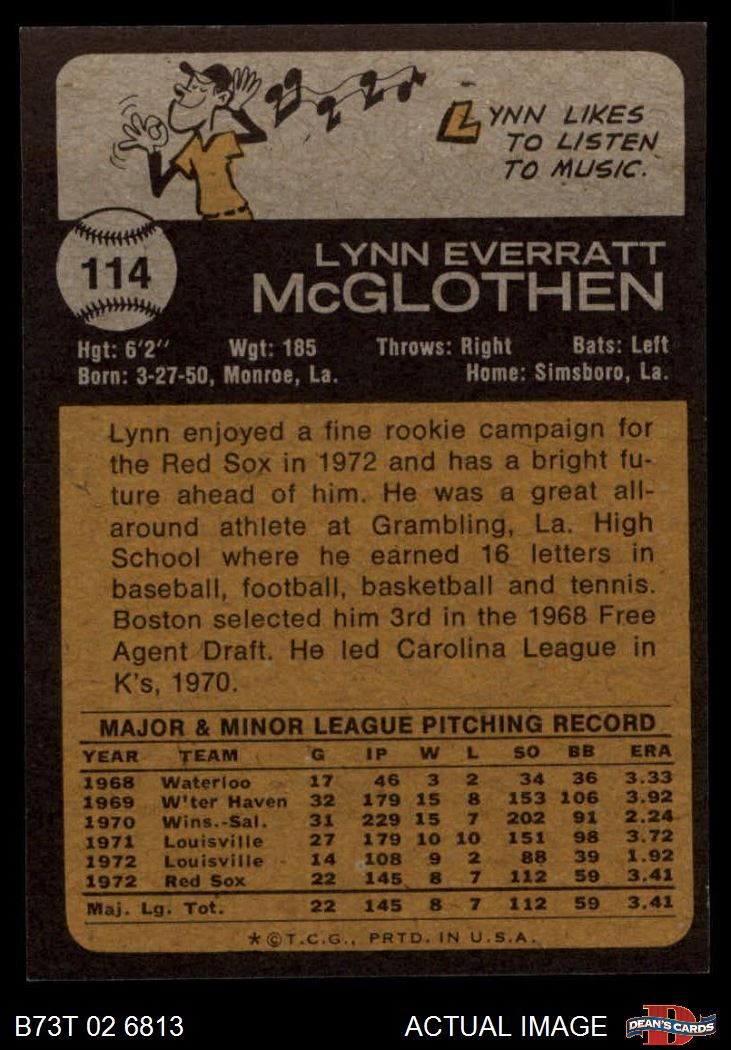 LYNN LIKES
TO LISTEN
TO MUSIC.
114
LYNN EVERRATT
McGLOTHEN
Hgt: 6'2" Wgt: 185 Throws: Right Bats: Left
Born: 3-27-50, Monroe, La. Home: Simsboro, La.
Lynn enjoyed a fine rookie campaign for
the Red Sox in 1972 and has a bright fu-
ture ahead of him. He was a great all-
around athlete at Grambling, La. High
School where he earned 16 letters in
baseball, football, basketball and tennis.
Boston selected him 3rd in the 1968 Free
Agent Draft. He led Carolina League in
K's, 1970.
MAJOR & MINOR LEAGUE PITCHING RECORD
YEAR TEAM G IP W L SO BB ERA
1968 Waterloo 17 46 3 2 34 36 3.33
1969 W'ter Haven 32 179 15 8 153 106 3.92
1970 Wins.-Sal. 31 229 15 7 202 91 2.24
1971 Louisville 27 179 10 10 151 98 3.72
1972 Louisville 14 108 9 2 88 39 1.92
1972 Red Sox 22 145 8 7 112 59 3.41
Maj. Lg. Tot. 22 145 8 7 112 59 3.41
*©T.C.G., PRTD. IN U.S.A.
B73T 02 6813 ACTUAL IMAGE DEAN'S CARDS